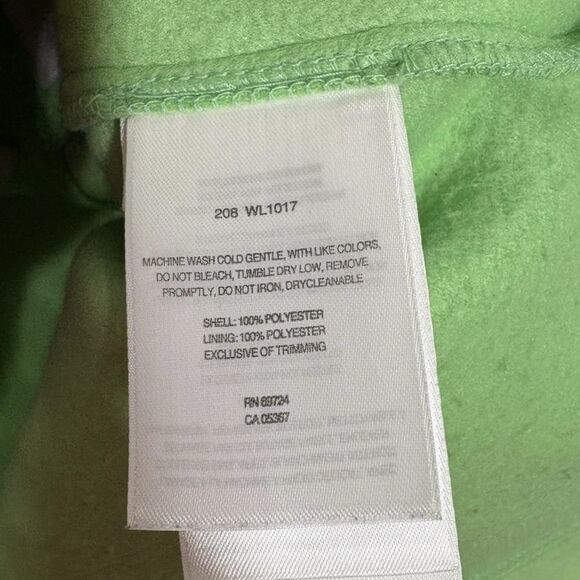 208 WL1017
MACHINE WASH COLD GENTLE, WITH LIKE COLORS,
DO NOT BLEACH, TUMBLE DRY LOW, REMOVE
PROMPTLY, DO NOT IRON, DRYCLEANABLE
SHELL: 100% POLYESTER
LINING: 100% POLYESTER
EXCLUSIVE OF TRIMMING
RN 89724
CA 05367